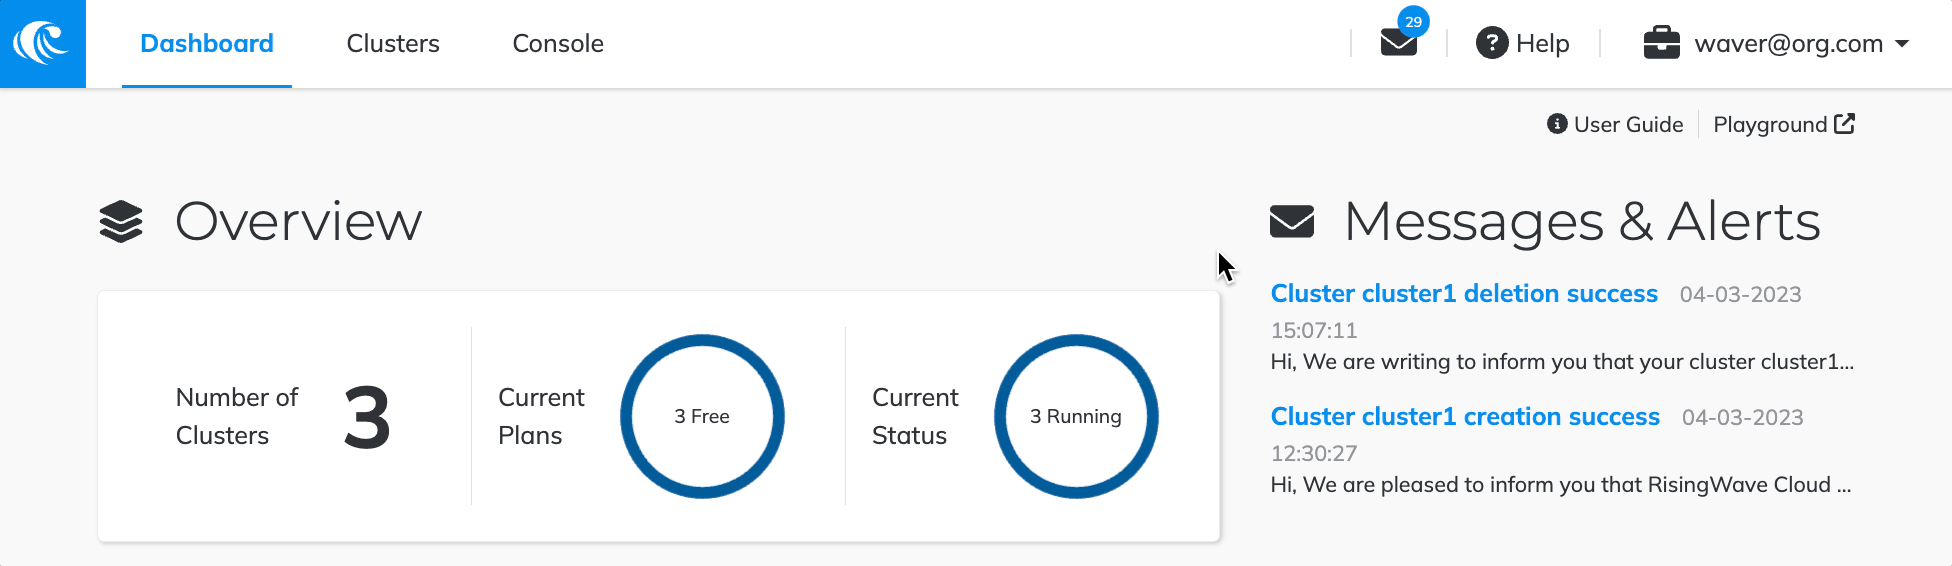 Dashboard Clusters Console 29 Help waver@org.com
User Guide Playground
Overview
Number of
Clusters
3
Current
Plans
3 Free
Current
Status
3 Running
Messages & Alerts
Cluster cluster1 deletion success 04-03-2023
15:07:11
Hi, We are writing to inform you that your cluster cluster1...
Cluster cluster1 creation success 04-03-2023
12:30:27
Hi, We are pleased to inform you that RisingWave Cloud ...